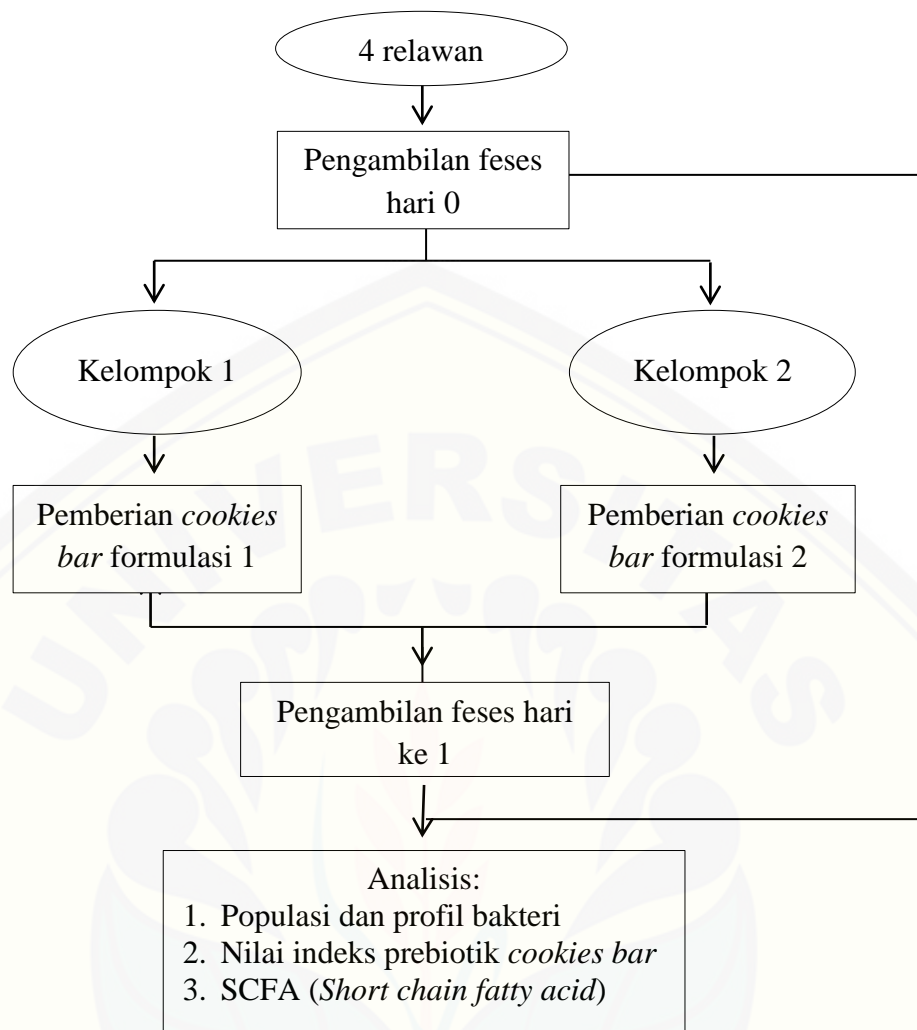 4 relawan
Pengambilan feses
hari 0
Kelompok 1
Kelompok 2
Pemberian cookies
bar formulasi 1
Pemberian cookies
bar formulasi 2
UNIVERSITAS
Pengambilan feses hari
ke 1
Analisis:
1. Populasi dan profil bakteri
2. Nilai indeks prebiotik cookies bar
3. SCFA (Short chain fatty acid)